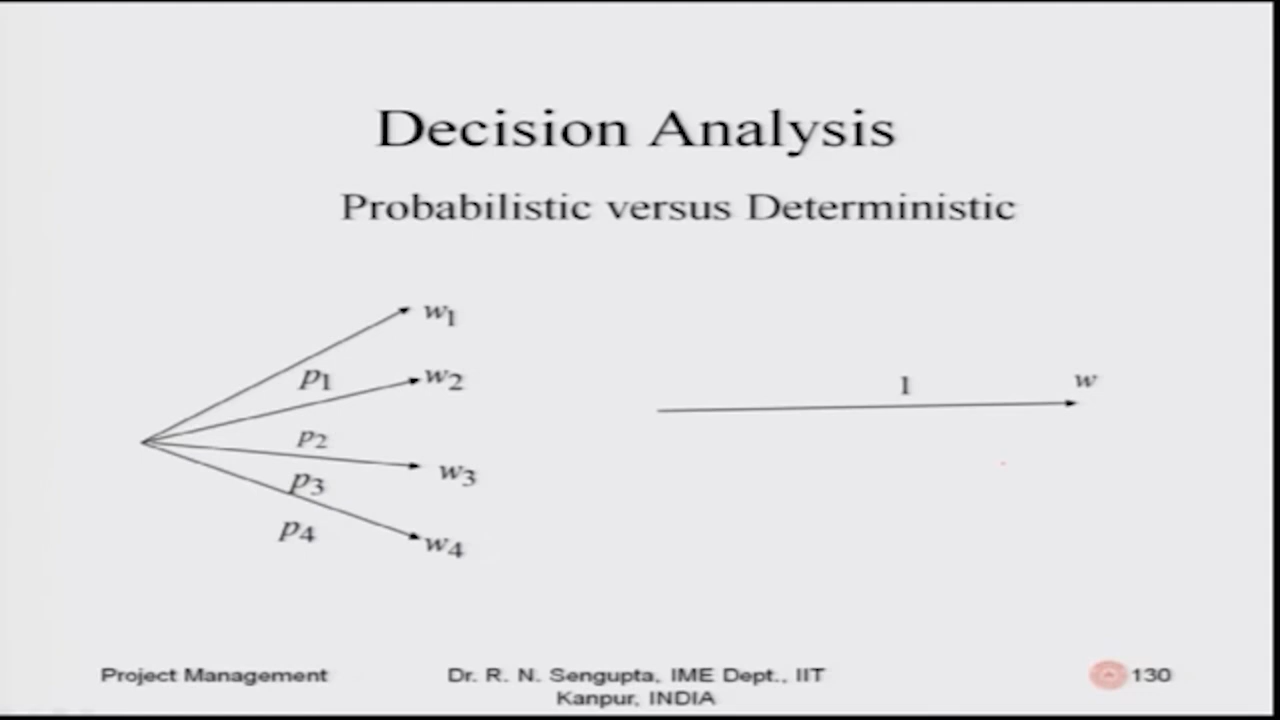 Decision Analysis
Probabilistic versus Deterministic
w1
p1
w2
p2
w3
p3
p4
w4
1
w
Project Management
Dr. R. N. Sengupta, IME Dept., IIT
Kanpur, INDIA
130